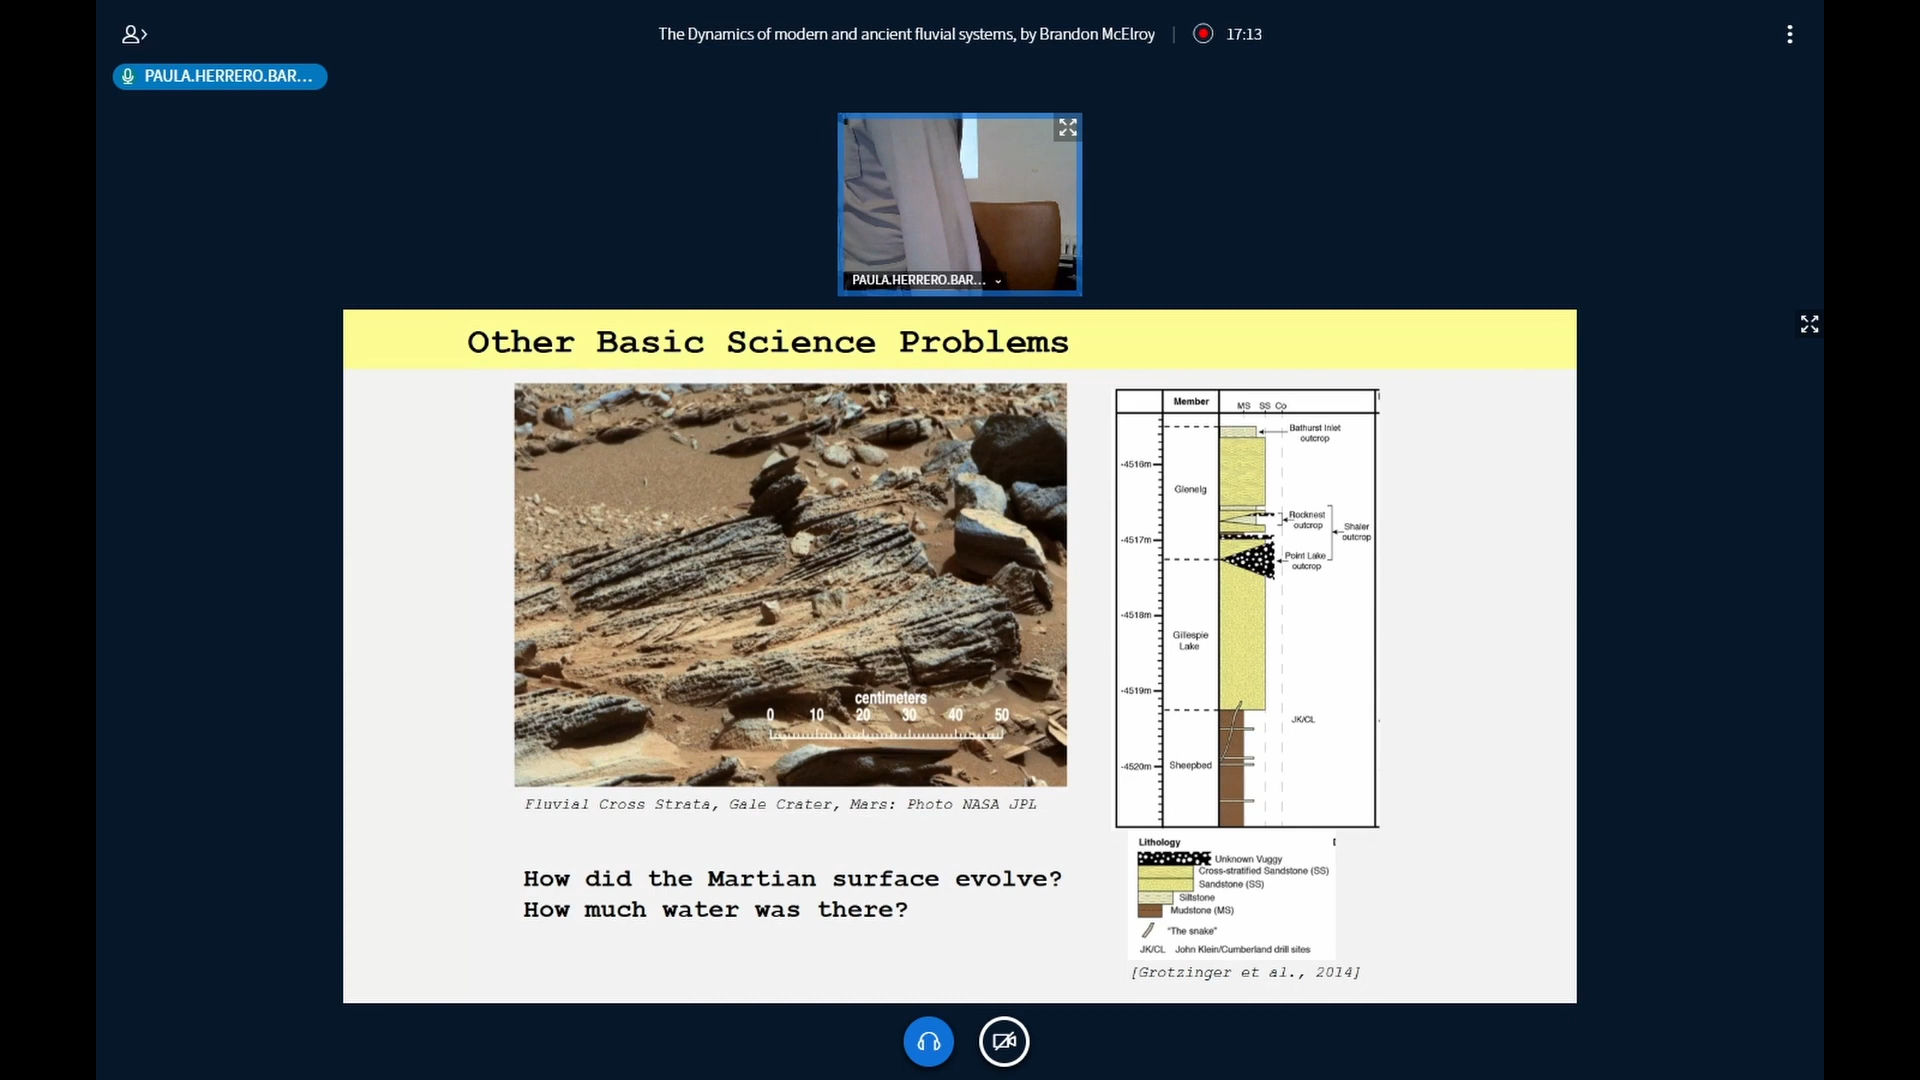 The Dynamics of modern and ancient fluvial systems, by Brandon McElroy
17:13
PAULA.HERRERO.BAR...
PAULA.HERRERO.BAR...
Other Basic Science Problems
centimeters
0 10 20 30 40 50
Fluvial Cross Strata, Gale Crater, Mars: Photo NASA JPL
How did the Martian surface evolve?
How much water was there?
Member
MS SS Co
Bathurst Inlet
outcrop
-4516m
Glenelg
Rocknest
outcrop
Shaler
outcrop
-4517m
Point Lake
outcrop
-4518m
Gillespie
Lake
-4519m
JK/CL
-4520m
Sheepbed
Lithology
Unknown Vuggy
Cross-stratified Sandstone (SS)
Sandstone (SS)
Siltstone
Mudstone (MS)
"The snake"
JK/CL John Klein/Cumberland drill sites
[Grotzinger et al., 2014]